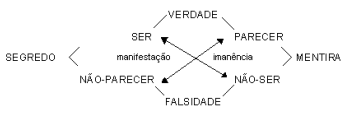 VERDADE
SER PARECER
SEGREDO manifestação imanência MENTIRA
NÃO-PARECER NÃO-SER
FALSIDADE